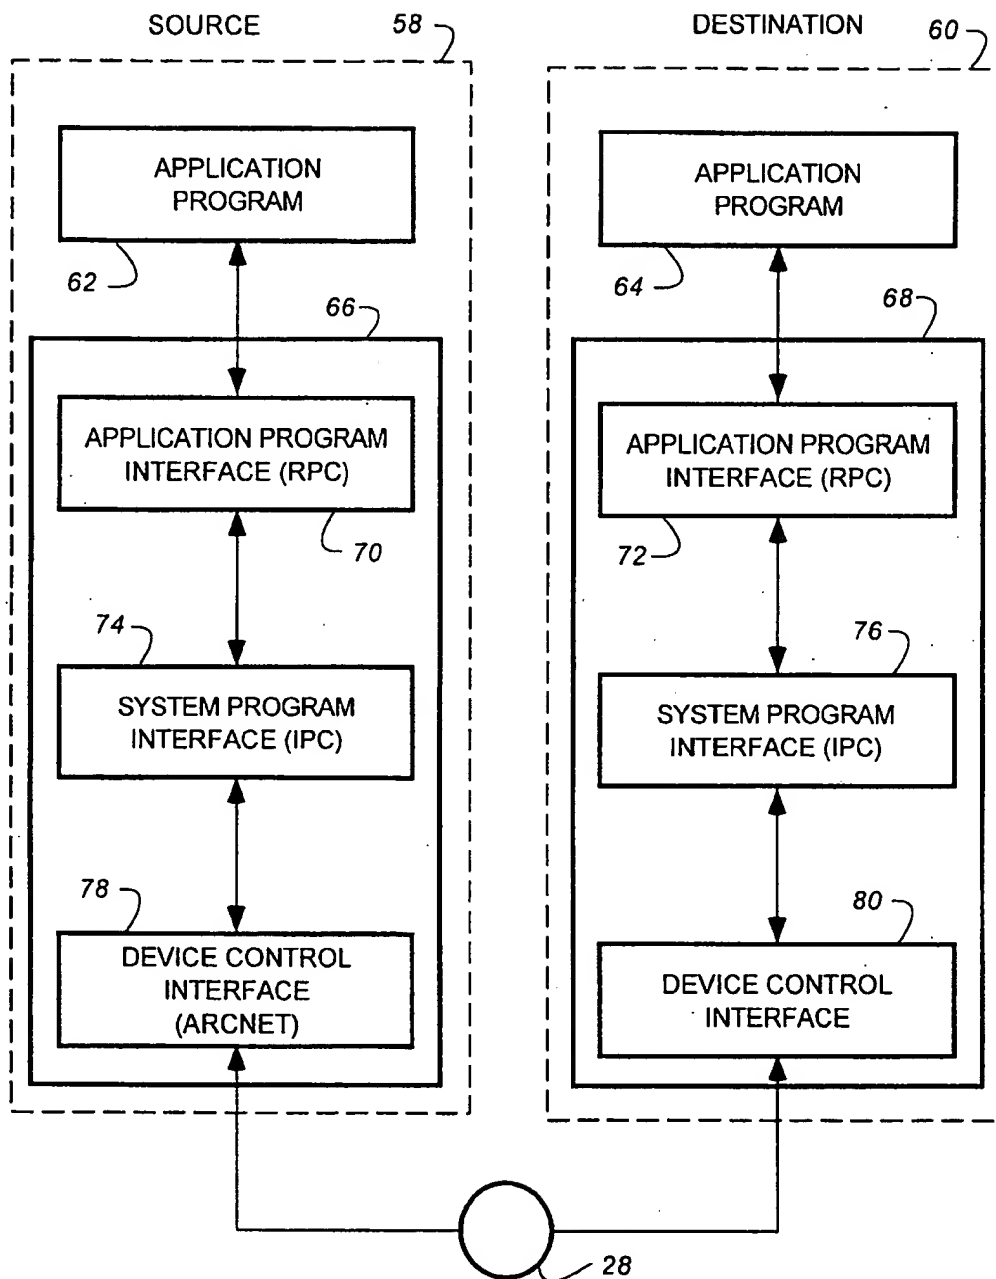 SOURCE
58
DESTINATION
60
APPLICATION
PROGRAM
62
APPLICATION
PROGRAM
64
66
68
APPLICATION PROGRAM
INTERFACE (RPC)
70
APPLICATION PROGRAM
INTERFACE (RPC)
72
74
76
SYSTEM PROGRAM
INTERFACE (IPC)
SYSTEM PROGRAM
INTERFACE (IPC)
78
80
DEVICE CONTROL
INTERFACE
(ARCNET)
DEVICE CONTROL
INTERFACE
28